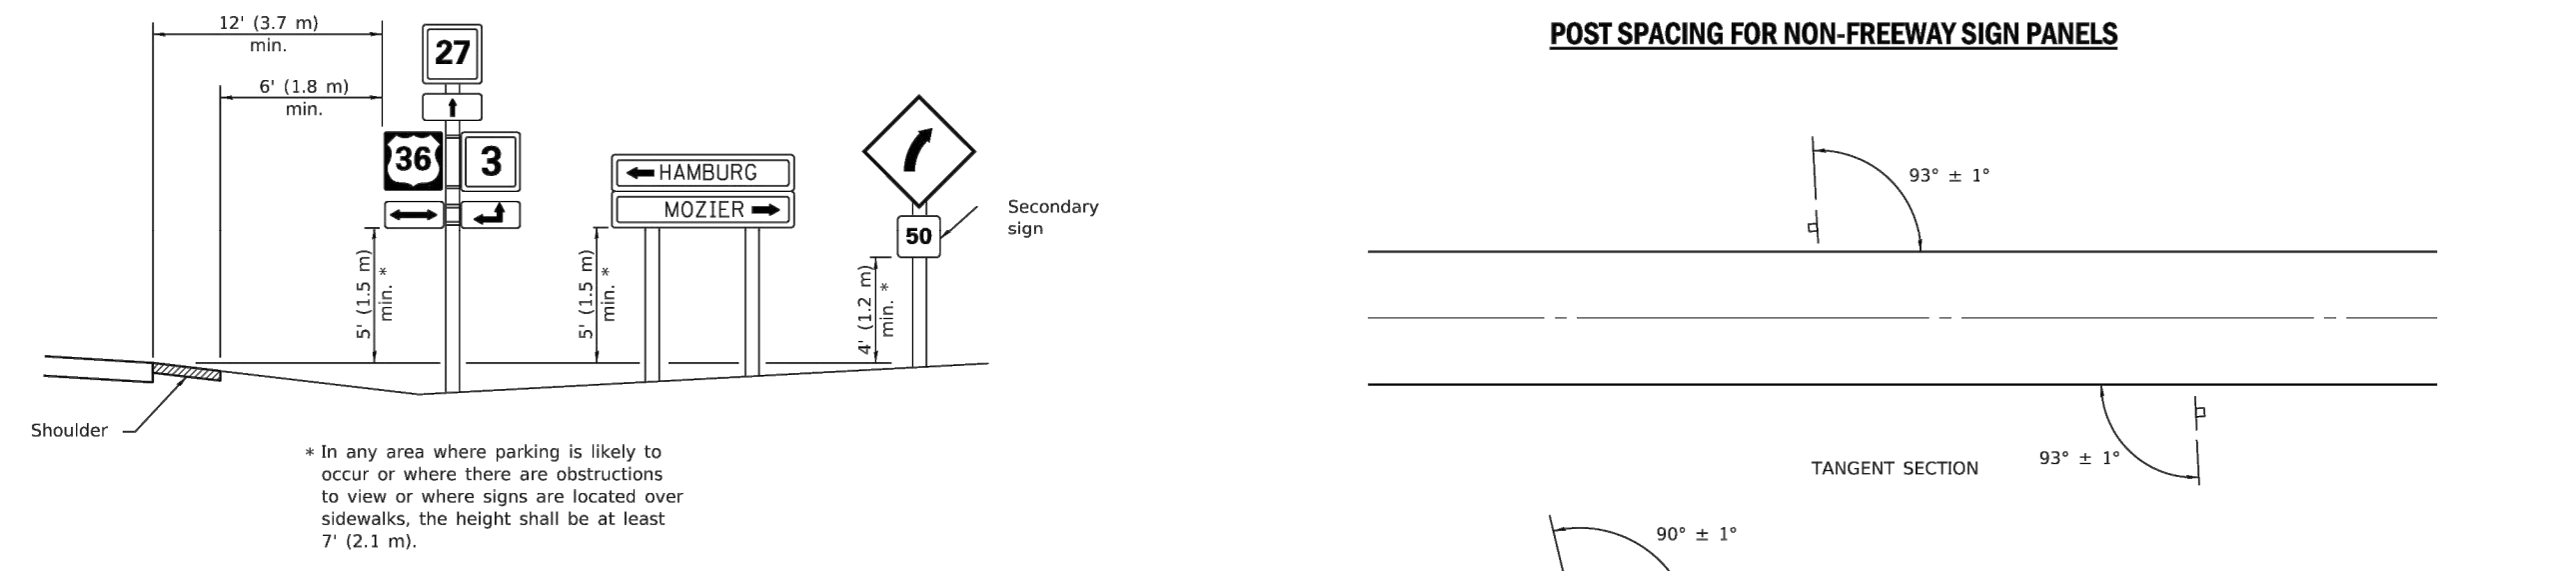 12' (3.7 m)
min.
6' (1.8 m)
min.
27
36
3
5' (1.5 m)
min. *
HAMBURG
MOZIER
5' (1.5 m)
min. *
50
Secondary
sign
4' (1.2 m)
min. *
Shoulder
* In any area where parking is likely to
occur or where there are obstructions
to view or where signs are located over
sidewalks, the height shall be at least
7' (2.1 m).
POST SPACING FOR NON-FREEWAY SIGN PANELS
93° ± 1°
93° ± 1°
TANGENT SECTION
90° ± 1°